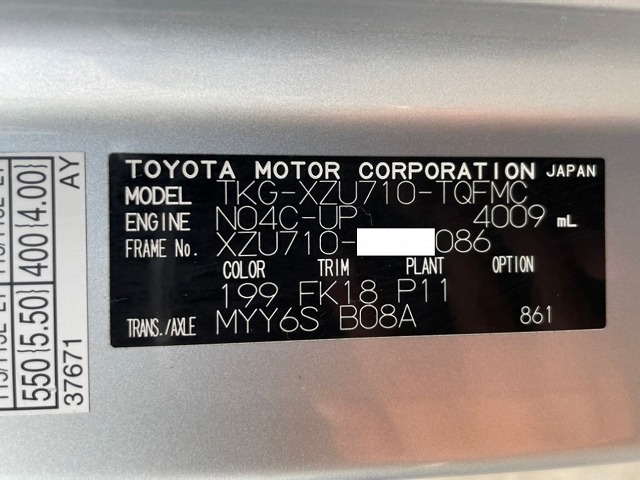 TOYOTA MOTOR CORPORATION JAPAN
MODEL TKG-XZU710-TQFMC
ENGINE N04C-UP 4009 mL
FRAME No. XZU710- 086
COLOR TRIM PLANT OPTION
199 FK18 P11
TRANS./AXLE MYY6S B08A 861
550(5.50) 400(4.00)
37671 AY